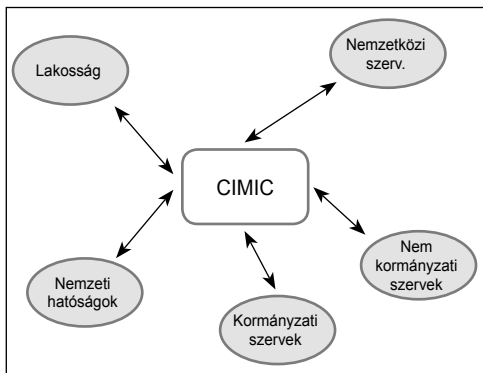 Lakosság
Nemzetközi
szerv.
CIMIC
Nemzeti
hatóságok
Kormányzati
szervek
Nem
kormányzati
szervek